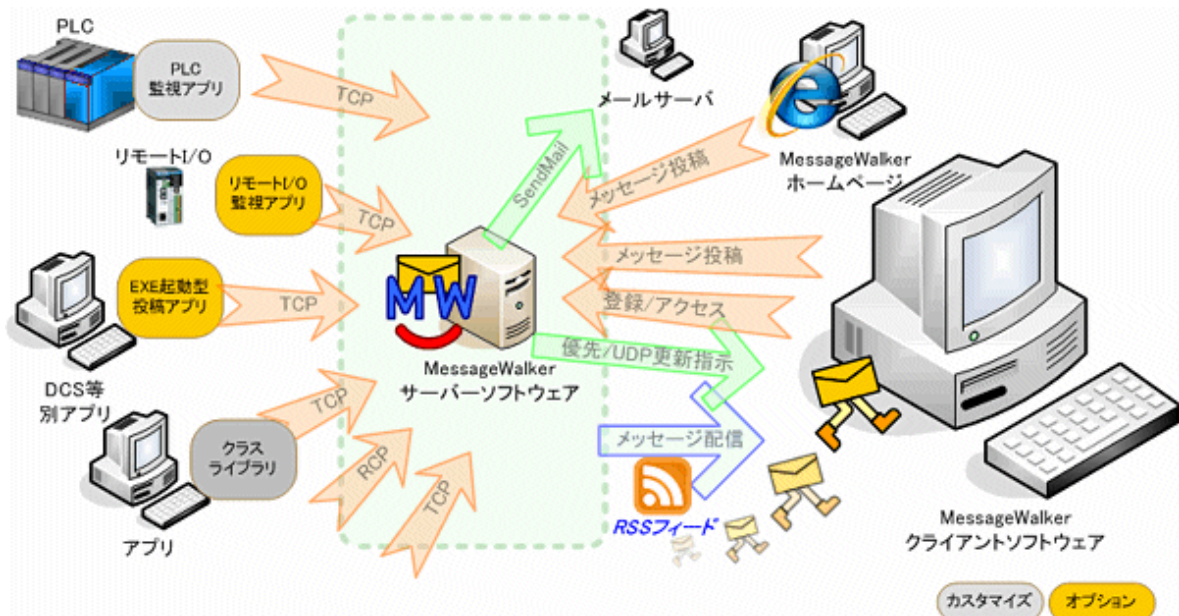 PLC
PLC
監視アプリ
TCP
リモートI/O
リモートI/O
監視アプリ
TCP
EXE起動型
投稿アプリ
TCP
DCS等
別アプリ
クラス
ライブラリ
TCP
RCP
TCP
アプリ
MW
MessageWalker
サーバーソフトウェア
SendMail
メールサーバ
MessageWalker
ホームページ
メッセージ投稿
メッセージ投稿
登録/アクセス
優先/UDP更新指示
メッセージ配信
RSSフィード
MessageWalker
クライアントソフトウェア
カスタマイズ
オプション